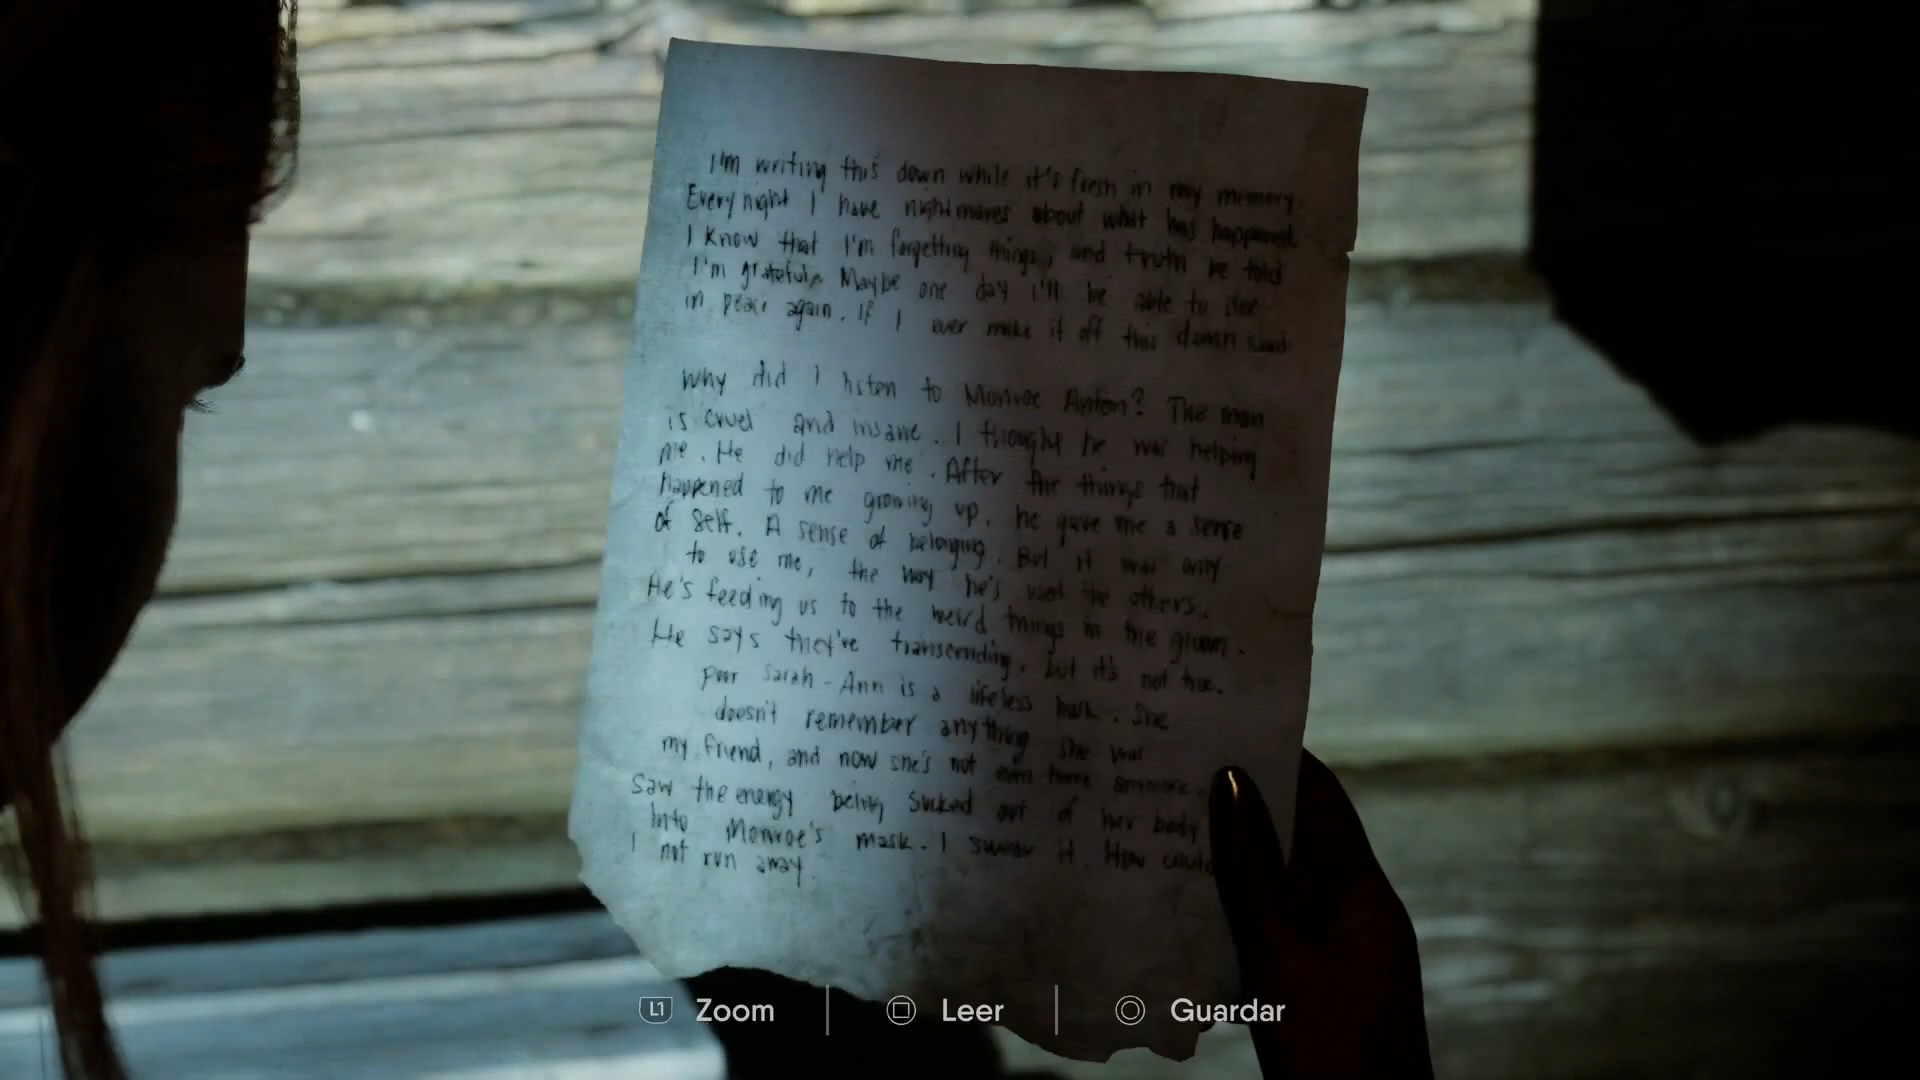 I'm writing this down while it's fresh in my memory.
Every night I have nightmares about what has happened.
I know that I'm forgetting things, and truth be told
I'm grateful. Maybe one day I'll be able to
in peace again. If I ever make it off this damn
Why did I listen to Monroe Anton? The man
is cruel and insane. I thought he was helping
me. He did help me. After the things that
happened to me growing up, he gave me a sense
of self. A sense of belonging. But it was only
to use me, the way he's used the others.
He's feeding us to the weird things in the gloom.
He says they're transcending, but it's not true.
Poor Sarah-Ann is a lifeless husk. She
doesn't remember anything. She was
my friend, and now she's not even there anymore.
Saw the energy being sucked out of her body
into Monroe's mask. I swear it. How could
I not run away
L1 Zoom
Leer
Guardar